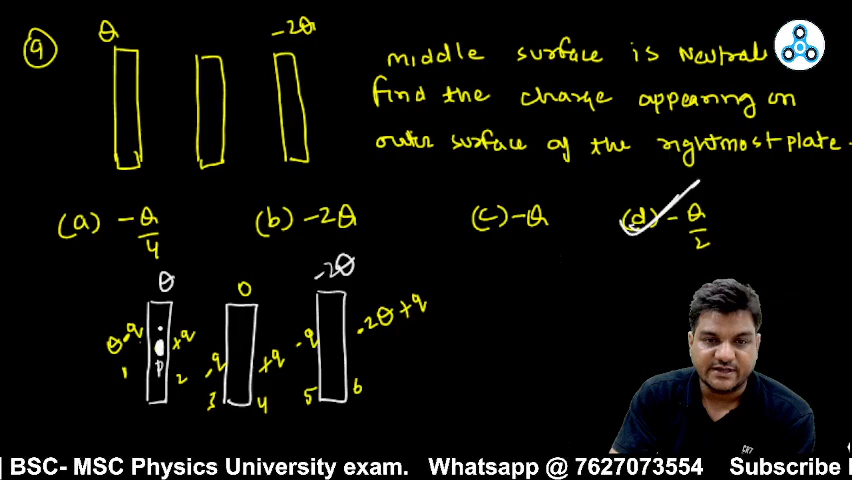 9
Q -2Q
middle surface is Neutral
find the charge appearing on
outer surface of the rightmost plate.
(a) -Q/4 (b) -2Q (c) -Q (d) -Q/2
Q 0 -2Q
Q-q +q -q +q -q -2Q+q
1 2 3 4 5 6
P
| BSC- MSC Physics University exam. Whatsapp @ 7627073554 Subscribe